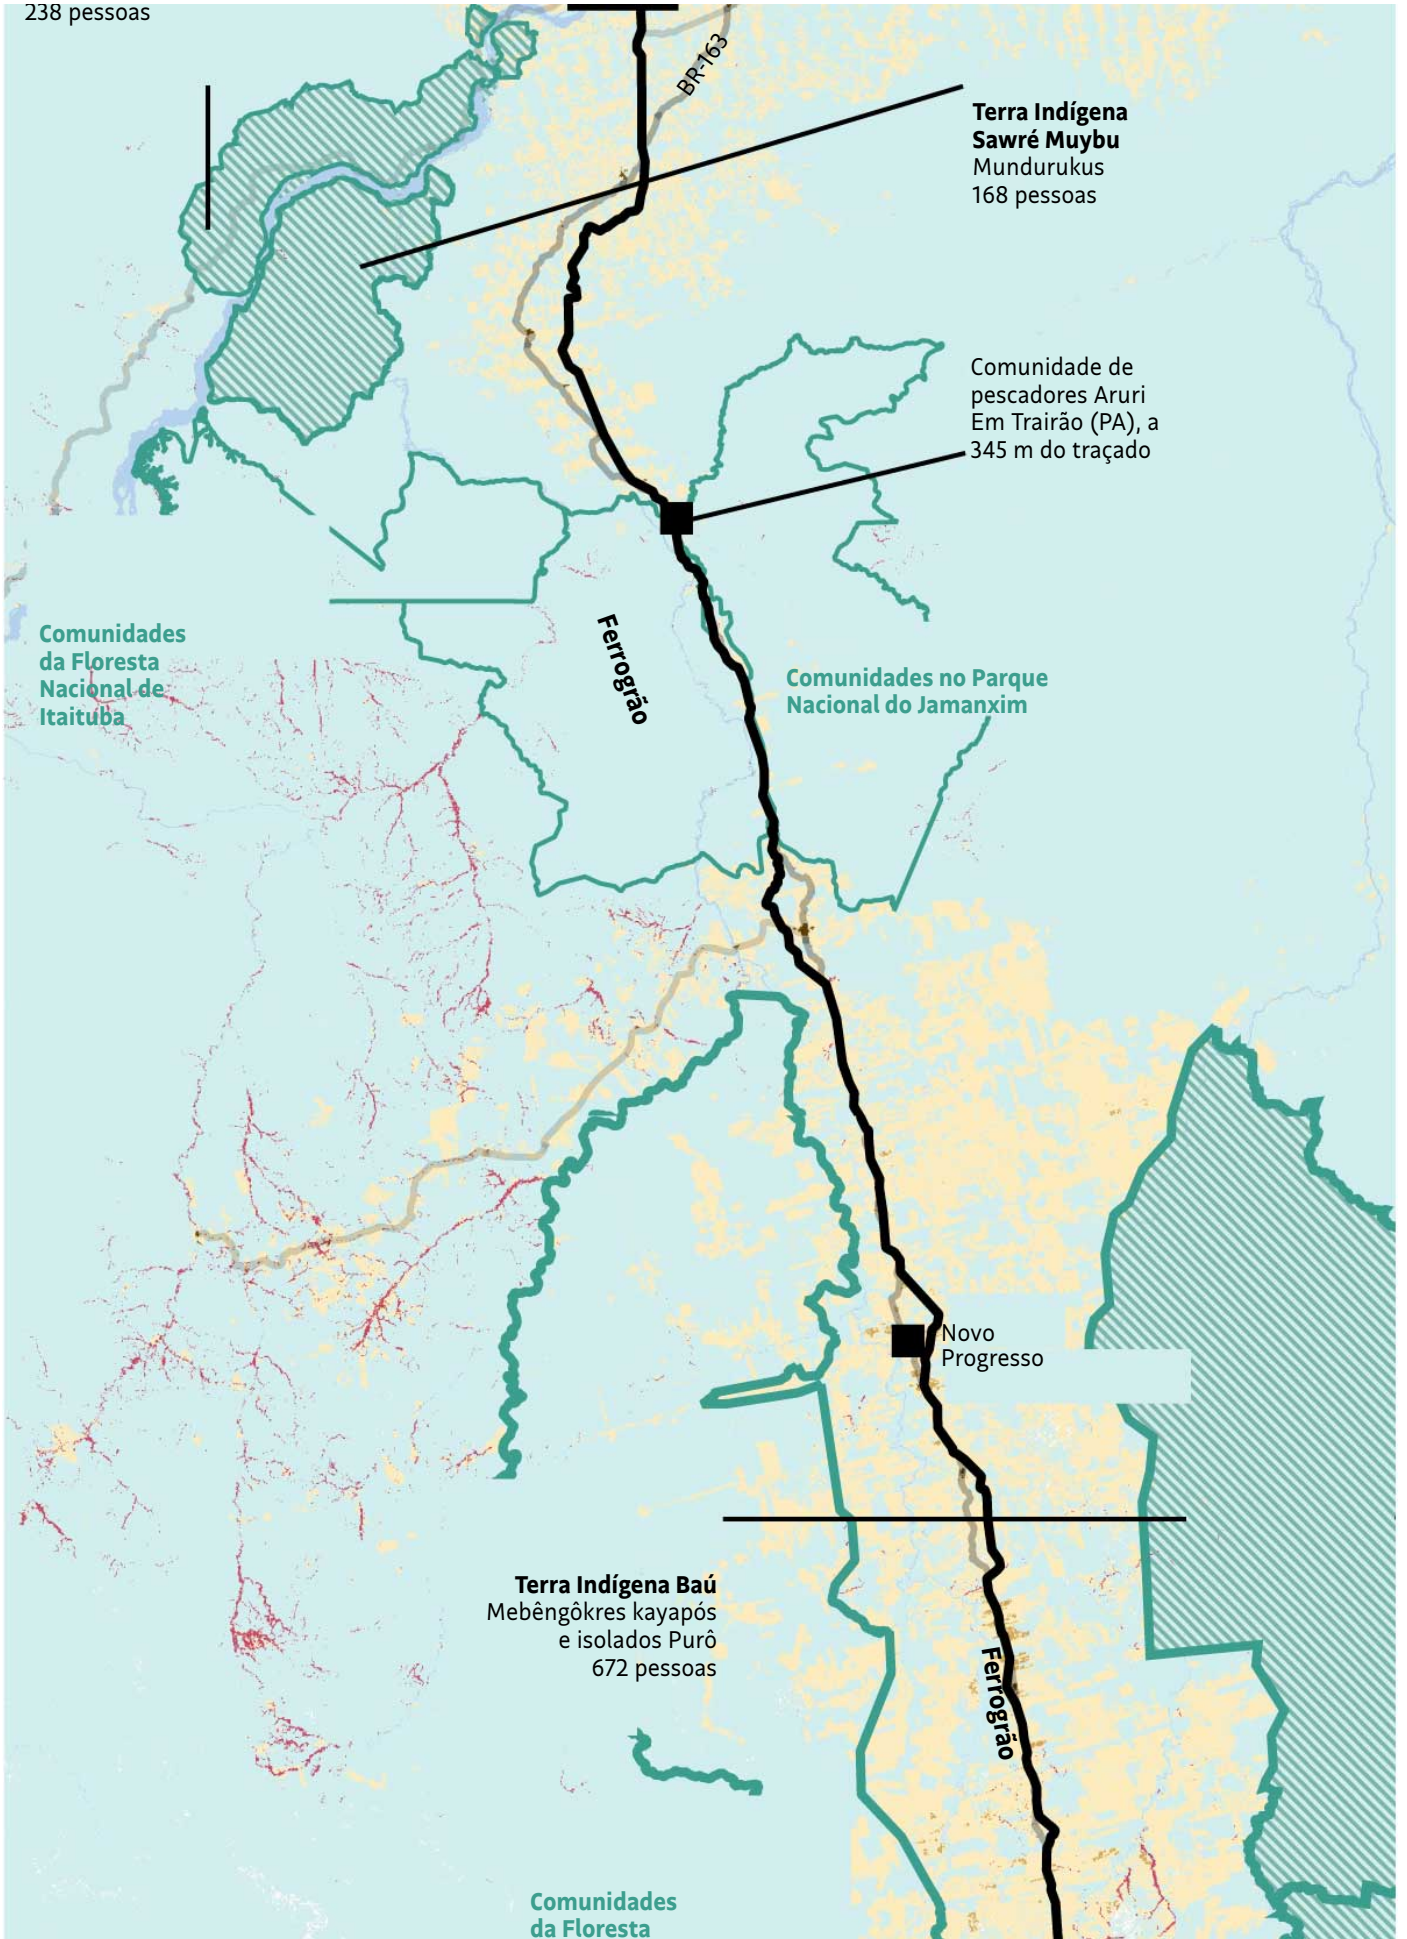 238 pessoas
BR-163
Terra Indígena
Sawré Muybu
Mundurukus
168 pessoas
Comunidade de
pescadores Aruri
Em Trairão (PA), a
345 m do traçado
Comunidades
da Floresta
Nacional de
Itaituba
Ferrogrão
Comunidades no Parque
Nacional do Jamanxim
Novo
Progresso
Terra Indígena Baú
Mebêngôkres kayapós
e isolados Purô
672 pessoas
Ferrogrão
Comunidades
da Floresta